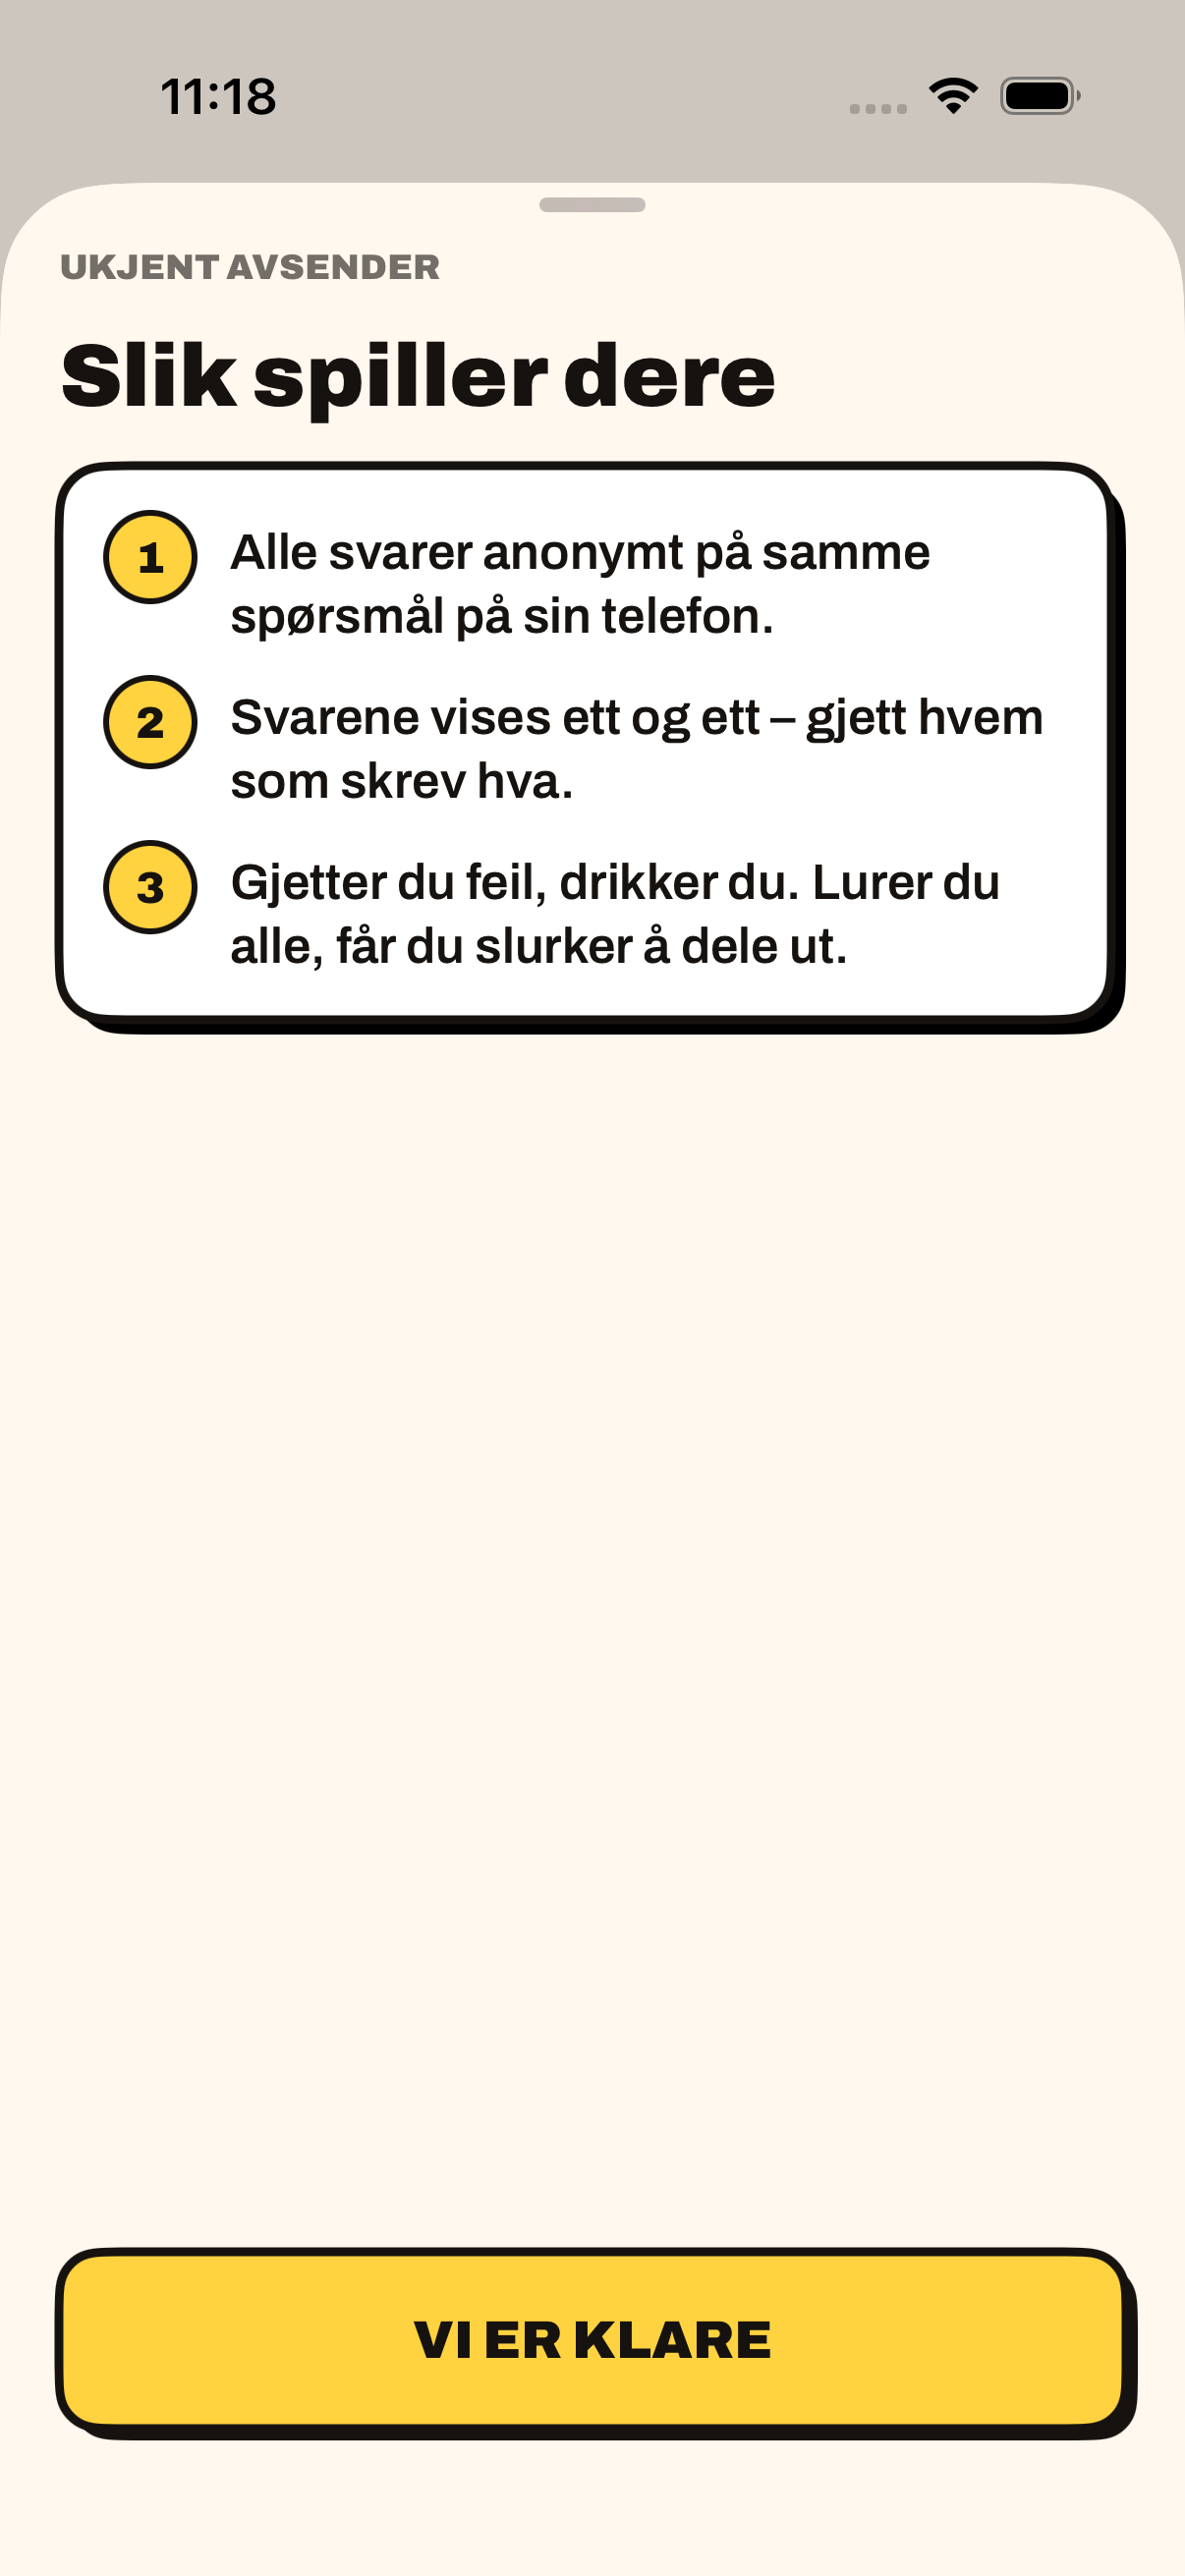 11:18
UKJENT AVSENDER
Slik spiller dere
1 Alle svarer anonymt på samme
spørsmål på sin telefon.
2 Svarene vises ett og ett – gjett hvem
som skrev hva.
3 Gjetter du feil, drikker du. Lurer du
alle, får du slurker å dele ut.
VI ER KLARE